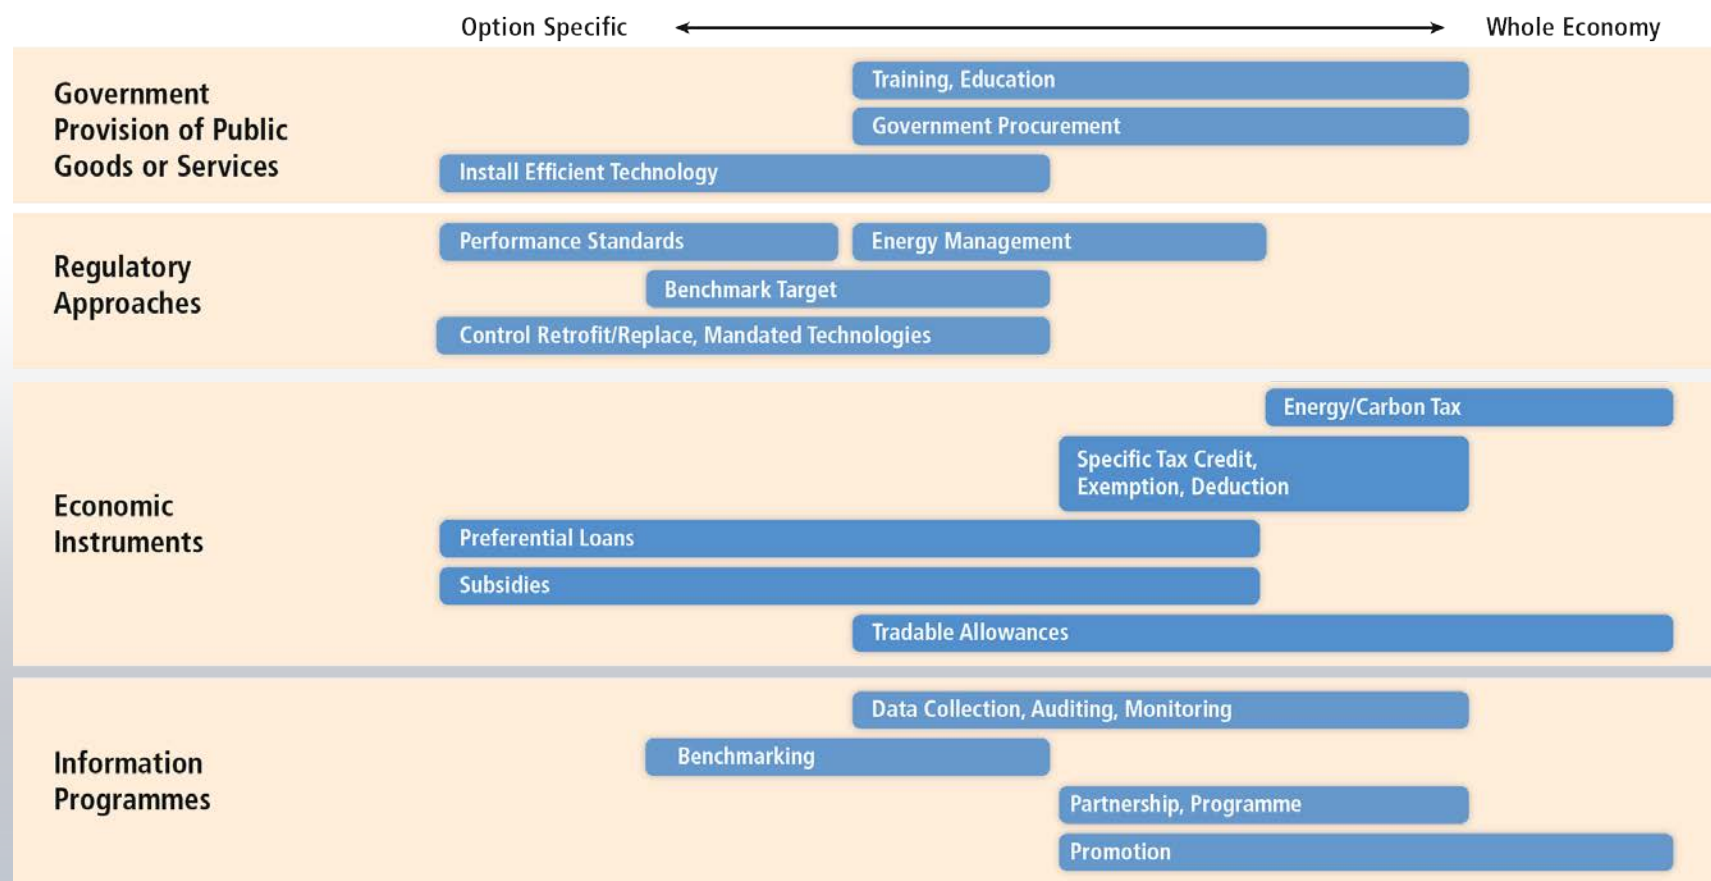 Option Specific
Whole Economy
Government
Provision of Public
Goods or Services
Training, Education
Government Procurement
Install Efficient Technology
Regulatory
Approaches
Performance Standards
Energy Management
Benchmark Target
Control Retrofit/Replace, Mandated Technologies
Economic
Instruments
Energy/Carbon Tax
Specific Tax Credit,
Exemption, Deduction
Preferential Loans
Subsidies
Tradable Allowances
Information
Programmes
Data Collection, Auditing, Monitoring
Benchmarking
Partnership, Programme
Promotion